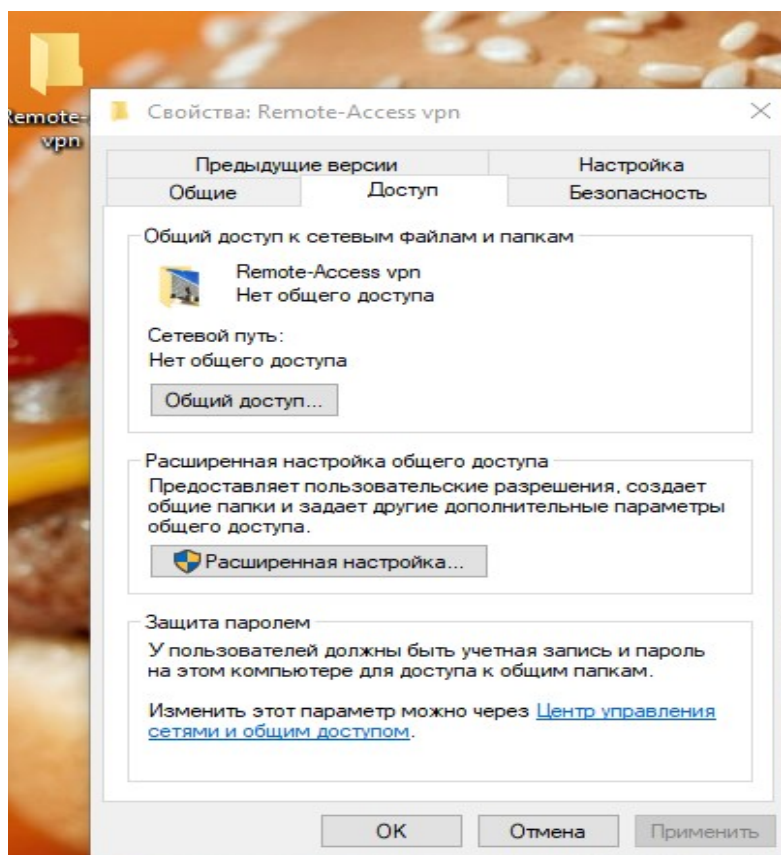 vpn
Свойства: Remote-Access vpn
Предыдущие версии
Настройка
Общие
Доступ
Безопасность
Общий доступ к сетевым файлам и папкам
Remote-Access vpn
Нет общего доступа
Сетевой путь:
Нет общего доступа
Общий доступ...
Расширенная настройка общего доступа
Предоставляет пользовательские разрешения, создает
общие папки и задает другие дополнительные параметры
общего доступа.
Расширенная настройка...
Защита паролем
У пользователей должны быть учетная запись и пароль
на этом компьютере для доступа к общим папкам.
Изменить этот параметр можно через Центр управления
сетями и общим доступом.
OK
Отмена
Применить